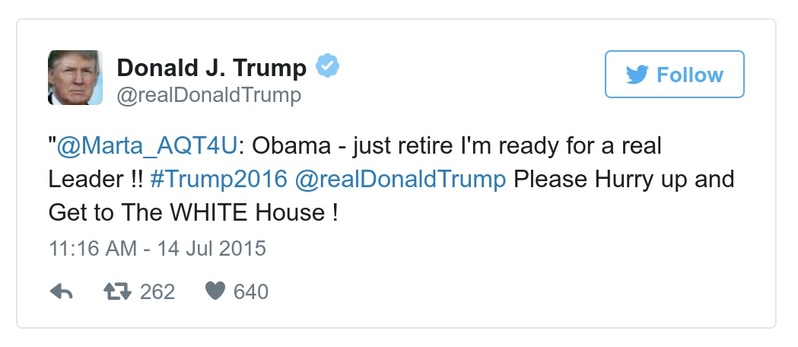 Donald J. Trump
@realDonaldTrump
Follow
"@Marta_AQT4U: Obama - just retire I'm ready for a real
Leader !! #Trump2016 @realDonaldTrump Please Hurry up and
Get to The WHITE House !
11:16 AM - 14 Jul 2015
262 640